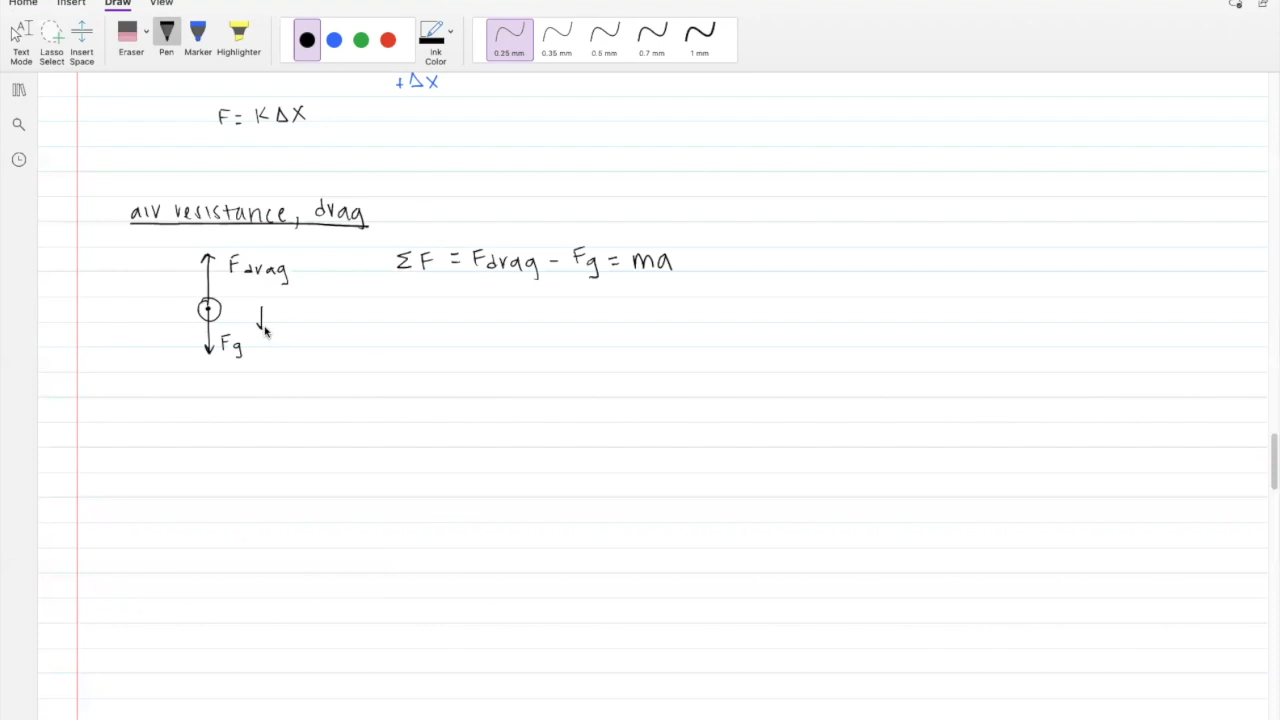 Home Insert Draw View
Text Mode Lasso Select Insert Space Eraser Pen Marker Highlighter Ink Color 0.25 mm 0.35 mm 0.5 mm 0.7 mm 1 mm
+ΔX
F = KΔX
air resistance, drag
Fdrag ΣF = Fdrag - Fg = ma
Fg